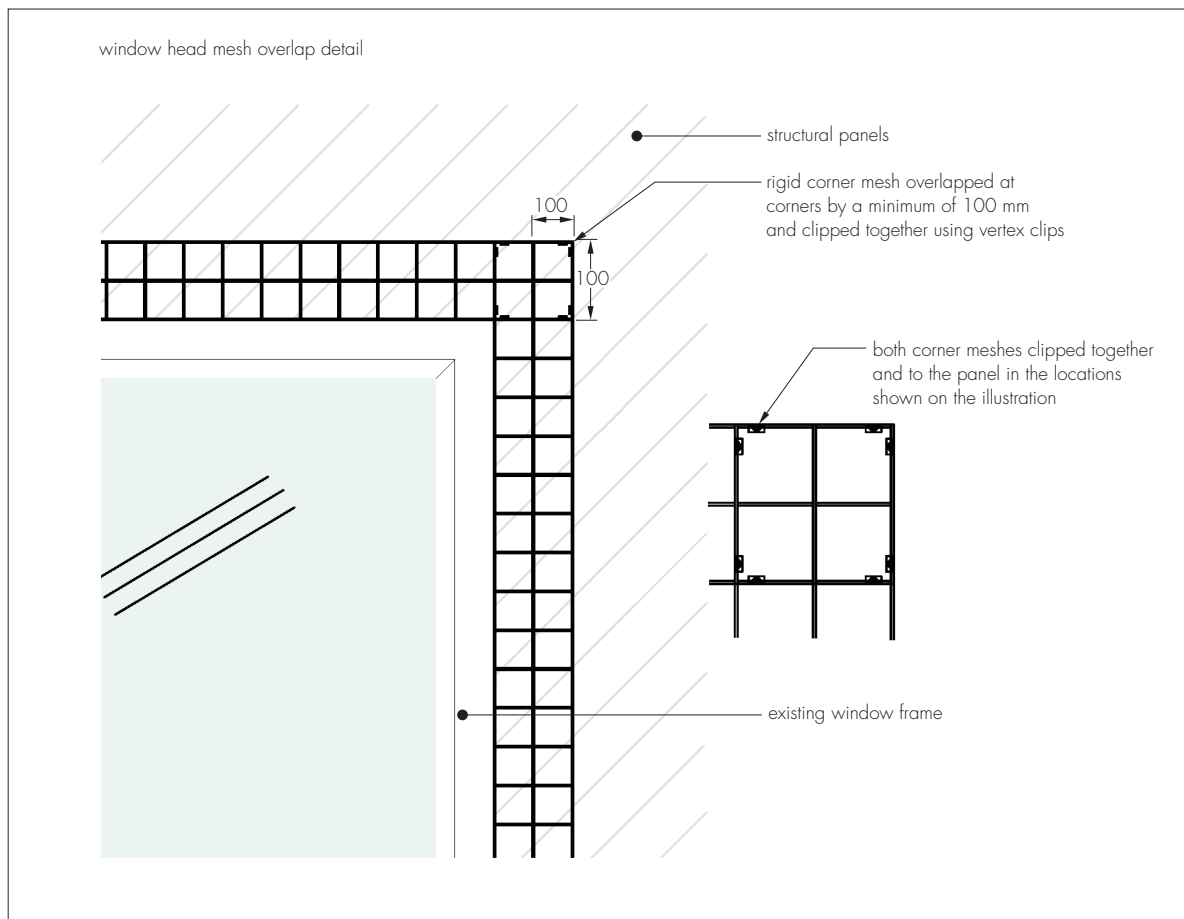 window head mesh overlap detail
structural panels
rigid corner mesh overlapped at
corners by a minimum of 100 mm
and clipped together using vertex clips
100
100
both corner meshes clipped together
and to the panel in the locations
shown on the illustration
existing window frame